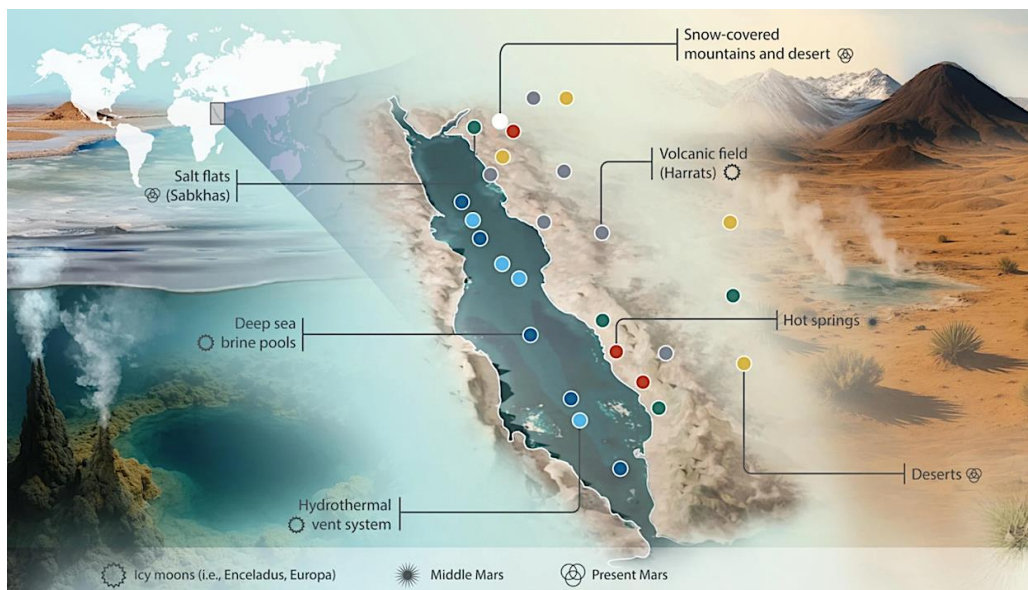 Snow-covered
mountains and desert
Volcanic field
(Harrats)
Salt flats
(Sabkhas)
Deep sea
brine pools
Hot springs
Deserts
Hydrothermal
vent system
Icy moons (i.e., Enceladus, Europa)
Middle Mars
Present Mars